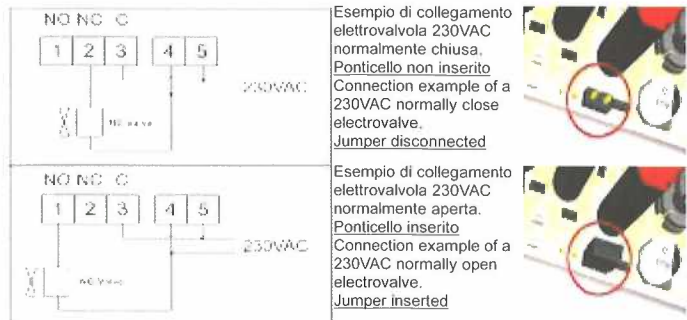 NO NC C
1 2 3 4 5
230VAC
Esempio di collegamento
elettrovalvola 230VAC
normalmente chiusa.
Ponticello non inserito
Connection example of a
230VAC normally close
electrovalve.
Jumper disconnected
NO NC C
1 2 3 4 5
230VAC
Esempio di collegamento
elettrovalvola 230VAC
normalmente aperta.
Ponticello inserito
Connection example of a
230VAC normally open
electrovalve.
Jumper inserted